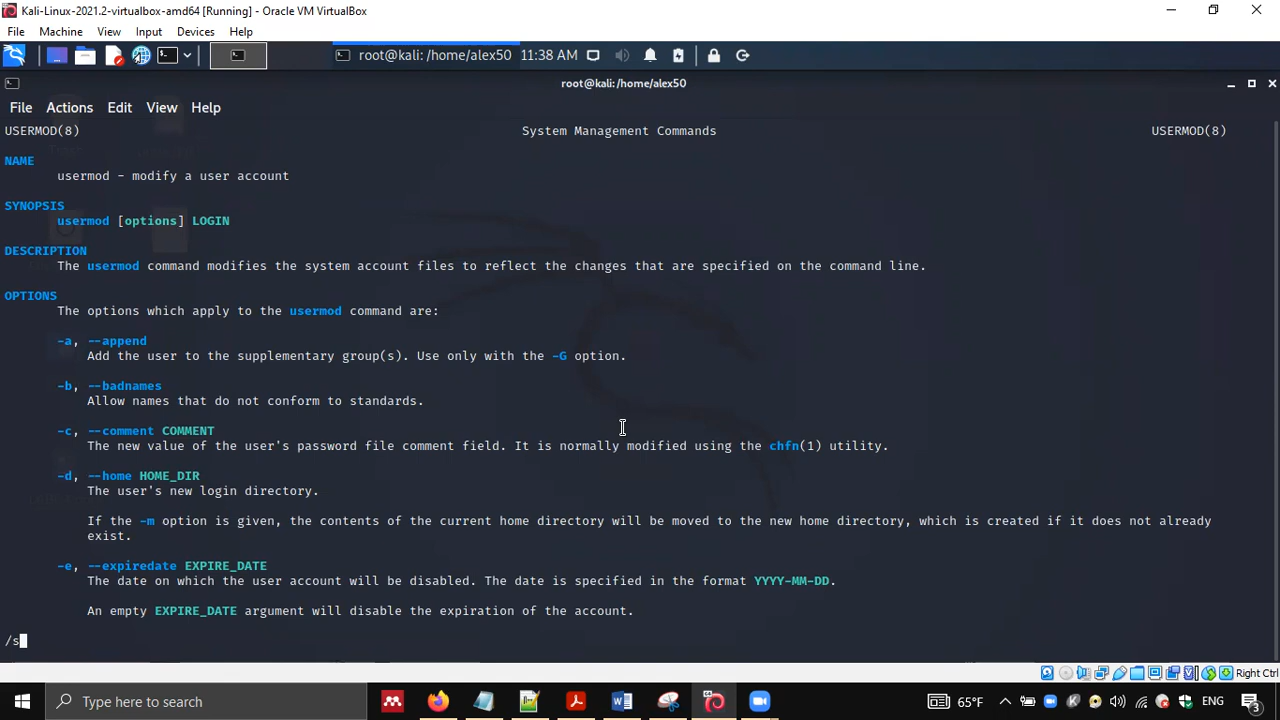 Kali-Linux-2021.2-virtualbox-amd64 [Running] - Oracle VM VirtualBox
File Machine View Input Devices Help
root@kali: /home/alex50 11:38 AM
root@kali:/home/alex50
File Actions Edit View Help
USERMOD(8) System Management Commands USERMOD(8)
NAME
usermod - modify a user account
SYNOPSIS
usermod [options] LOGIN
DESCRIPTION
The usermod command modifies the system account files to reflect the changes that are specified on the command line.
OPTIONS
The options which apply to the usermod command are:
-a, --append
Add the user to the supplementary group(s). Use only with the -G option.
-b, --badnames
Allow names that do not conform to standards.
-c, --comment COMMENT
The new value of the user's password file comment field. It is normally modified using the chfn(1) utility.
-d, --home HOME_DIR
The user's new login directory.
If the -m option is given, the contents of the current home directory will be moved to the new home directory, which is created if it does not already
exist.
-e, --expiredate EXPIRE_DATE
The date on which the user account will be disabled. The date is specified in the format YYYY-MM-DD.
An empty EXPIRE_DATE argument will disable the expiration of the account.
/s
Right Ctrl
Type here to search
65°F ENG
3